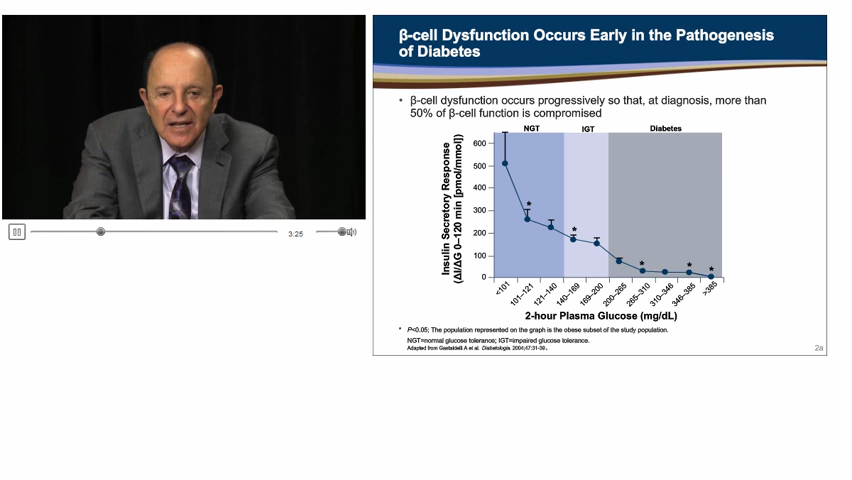 3:25
β-cell Dysfunction Occurs Early in the Pathogenesis
of Diabetes
• β-cell dysfunction occurs progressively so that, at diagnosis, more than
50% of β-cell function is compromised
NGT IGT Diabetes
Insulin Secretory Response
(ΔI/ΔG 0–120 min [pmol/mmol])
600
500
400
300
200
100
0
* * * * *
<101 101–121 121–140 140–169 169–200 200–265 265–310 310–346 346–385 >385
2-hour Plasma Glucose (mg/dL)
* P<0.05; The population represented on the graph is the obese subset of the study population.
NGT=normal glucose tolerance; IGT=impaired glucose tolerance.
Adapted from Gastaldelli A et al. Diabetologia. 2004;47:31-39.
2a